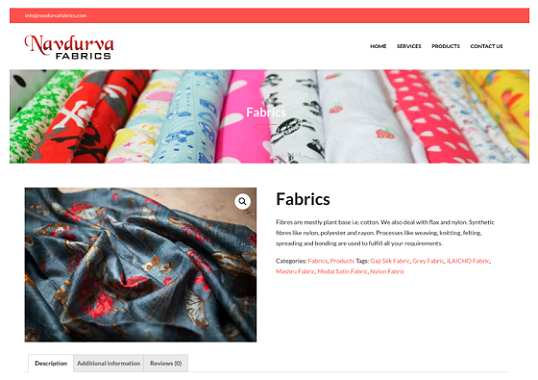 info@navdurvafabrics.com
Navdurva
FABRICS
HOME SERVICES PRODUCTS CONTACT US
Fabrics
Fabrics
Fibres are mostly plant base i.e. cotton. We also deal with flax and nylon. Synthetic
fibres like nylon, polyester and rayon. Processes like weaving, knitting, felting,
spreading and bonding are used to fulfill all your requirements.
Categories: Fabrics, Products Tags: Gaji Silk Fabric, Grey Fabric, ILAICHO Fabric,
Mashru Fabric, Modal Satin Fabric, Nylon Fabric
Description Additional information Reviews (0)